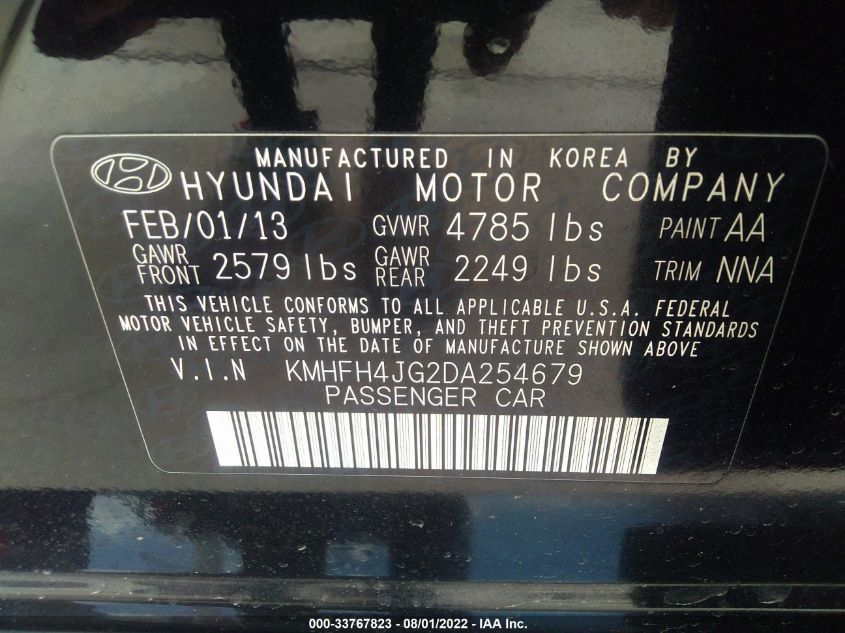 MANUFACTURED IN KOREA BY
HYUNDAI MOTOR COMPANY
FEB/01/13 GVWR 4785 lbs PAINT AA
GAWR FRONT 2579 lbs GAWR REAR 2249 lbs TRIM NNA
THIS VEHICLE CONFORMS TO ALL APPLICABLE U.S.A. FEDERAL
MOTOR VEHICLE SAFETY, BUMPER, AND THEFT PREVENTION STANDARDS
IN EFFECT ON THE DATE OF MANUFACTURE SHOWN ABOVE
V.I.N KMHFH4JG2DA254679
PASSENGER CAR
000-33767823 - 08/01/2022 - IAA Inc.